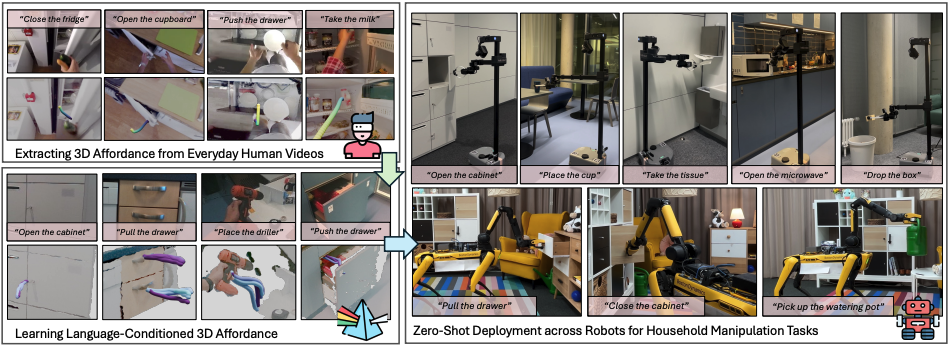 "Close the fridge"
"Open the cupboard"
"Push the drawer"
"Take the milk"
Extracting 3D Affordance from Everyday Human Videos
"Open the cabinet"
"Pull the drawer"
"Place the driller"
"Push the drawer"
Learning Language-Conditioned 3D Affordance
"Open the cabinet"
"Place the cup"
"Take the tissue"
"Open the microwave"
"Drop the box"
"Pull the drawer"
"Close the cabinet"
"Pick up the watering pot"
Zero-Shot Deployment across Robots for Household Manipulation Tasks